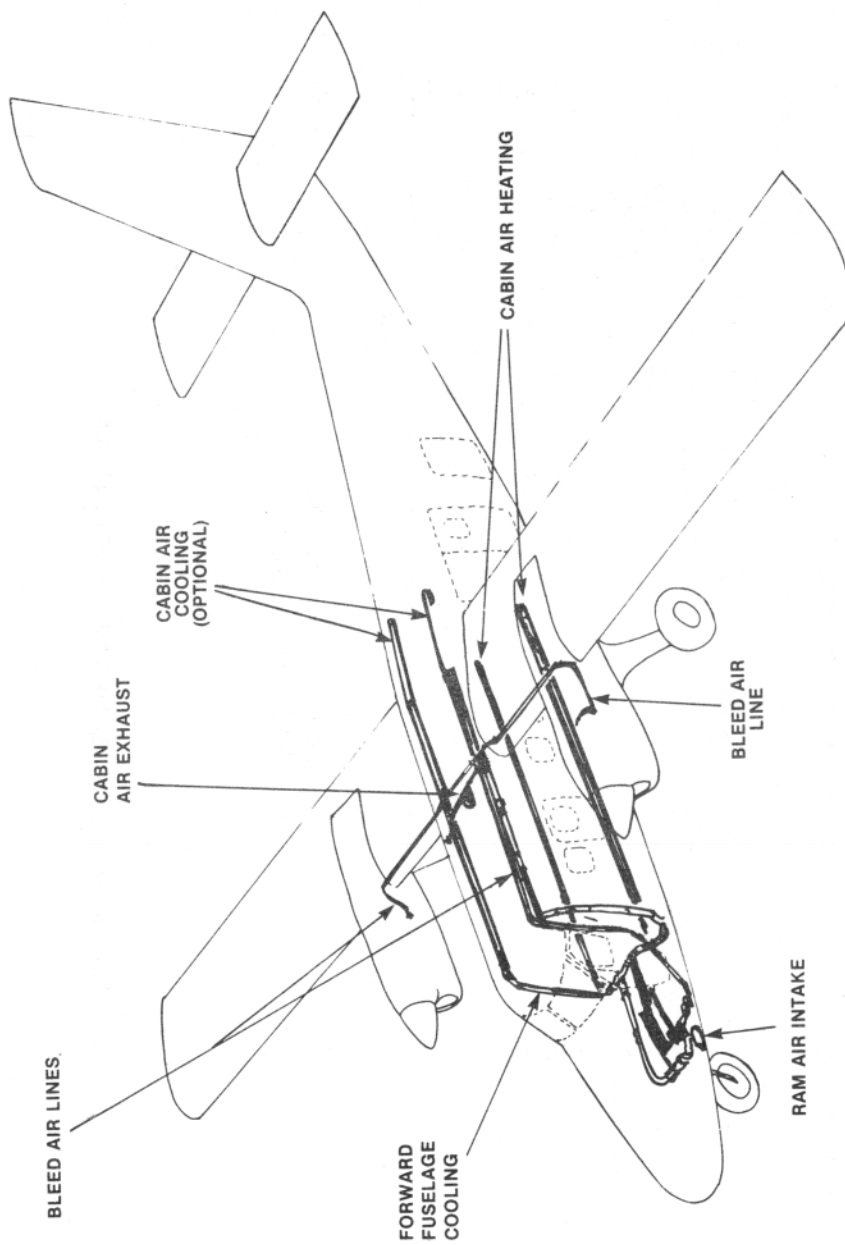 BLEED AIR LINES
FORWARD
FUSELAGE
COOLING
CABIN
AIR EXHAUST
CABIN AIR
COOLING
(OPTIONAL)
CABIN AIR HEATING
BLEED AIR
LINE
RAM AIR INTAKE